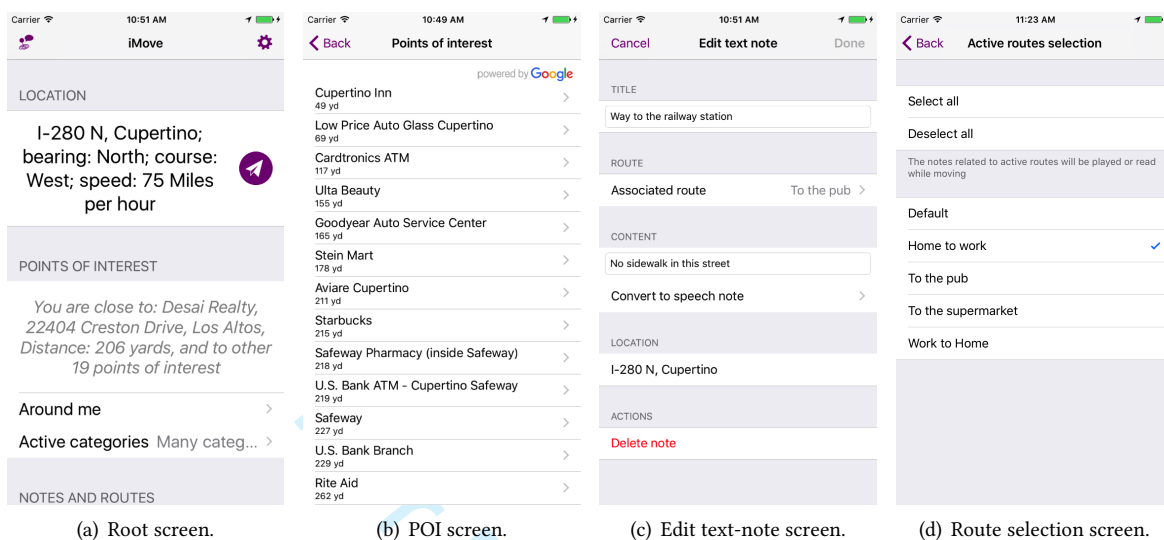 Carrier 10:51 AM
iMove
LOCATION
I-280 N, Cupertino;
bearing: North; course:
West; speed: 75 Miles
per hour
POINTS OF INTEREST
You are close to: Desai Realty,
22404 Creston Drive, Los Altos,
Distance: 206 yards, and to other
19 points of interest
Around me
Active categories Many categ...
NOTES AND ROUTES
(a) Root screen.
Carrier 10:49 AM
Back Points of interest
powered by Google
Cupertino Inn
49 yd
Low Price Auto Glass Cupertino
69 yd
Cardtronics ATM
117 yd
Ulta Beauty
155 yd
Goodyear Auto Service Center
165 yd
Stein Mart
178 yd
Aviare Cupertino
211 yd
Starbucks
215 yd
Safeway Pharmacy (inside Safeway)
218 yd
U.S. Bank ATM - Cupertino Safeway
219 yd
Safeway
227 yd
U.S. Bank Branch
229 yd
Rite Aid
262 yd
(b) POI screen.
Carrier 10:51 AM
Cancel Edit text note Done
TITLE
Way to the railway station
ROUTE
Associated route To the pub
CONTENT
No sidewalk in this street
Convert to speech note
LOCATION
I-280 N, Cupertino
ACTIONS
Delete note
(c) Edit text-note screen.
Carrier 11:23 AM
Back Active routes selection
Select all
Deselect all
The notes related to active routes will be played or read
while moving
Default
Home to work
To the pub
To the supermarket
Work to Home
(d) Route selection screen.